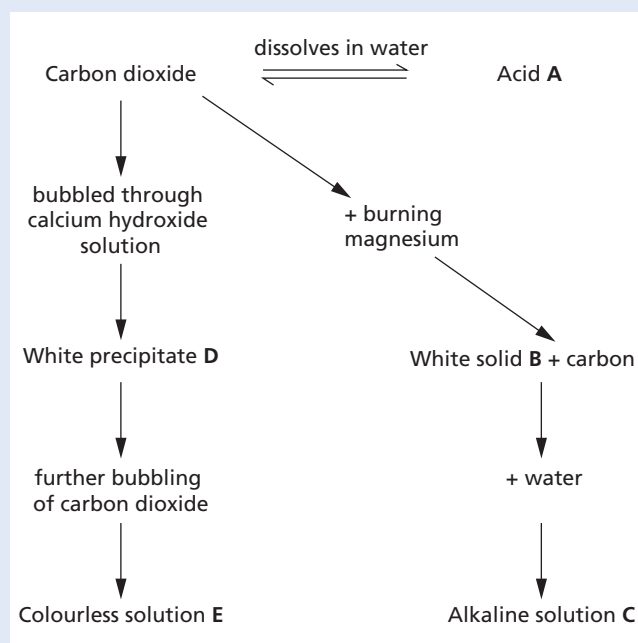 dissolves in water
Carbon dioxide
Acid A
bubbled through
calcium hydroxide
solution
+ burning
magnesium
White precipitate D
White solid B + carbon
further bubbling
of carbon dioxide
+ water
Colourless solution E
Alkaline solution C